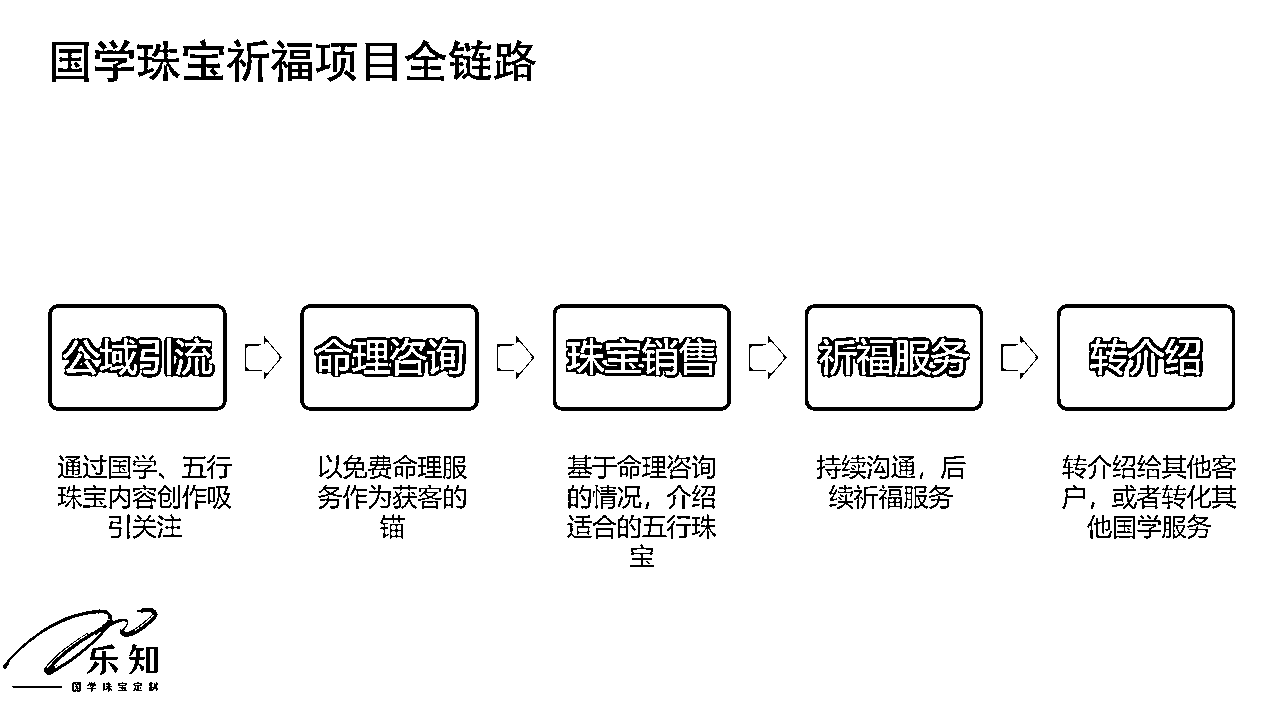 国学珠宝祈福项目全链路
公域引流
命理咨询
珠宝销售
祈福服务
转介绍
通过国学、五行
珠宝内容创作吸
引关注
以免费命理服
务作为获客的
锚
基于命理咨询
的情况，介绍
适合的五行珠
宝
持续沟通，后
续祈福服务
转介绍给其他客
户，或者转化其
他国学服务
乐知
国学珠宝定制